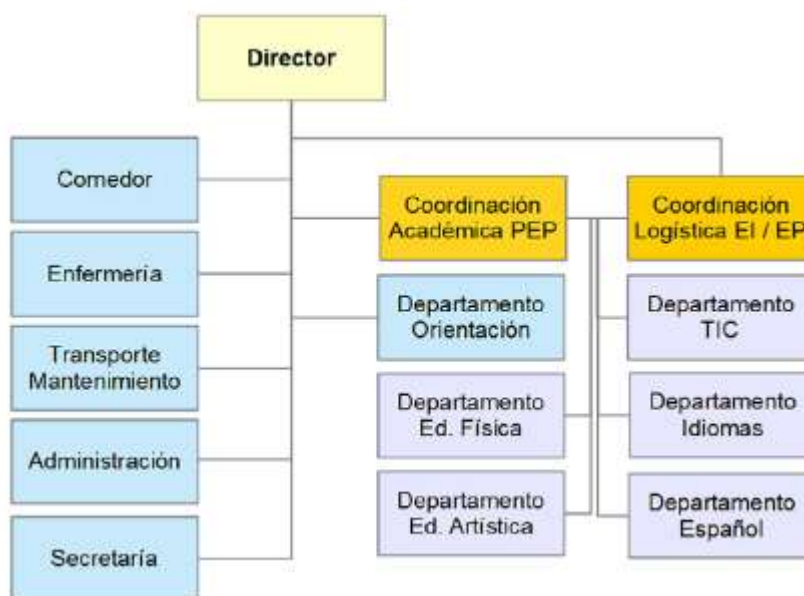 Director
Comedor
Enfermería
Transporte
Mantenimiento
Administración
Secretaría
Coordinación
Académica PEP
Departamento
Orientación
Departamento
Ed. Física
Departamento
Ed. Artística
Coordinación
Logística EI / EP
Departamento
TIC
Departamento
Idiomas
Departamento
Español